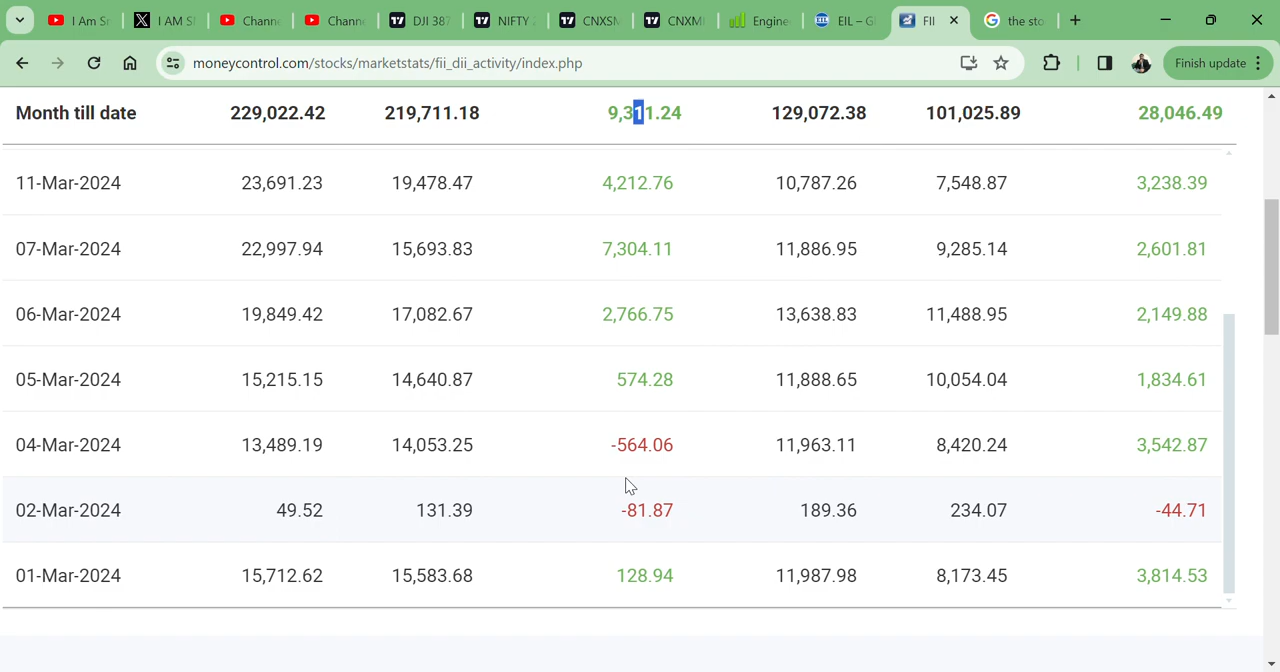 I Am Sn
I AM S
Chann
Chann
DJI 387
NIFTY 2
CNXSM
CNXMI
Engine
EIL – G
FII
the sto
moneycontrol.com/stocks/marketstats/fii_dii_activity/index.php
Finish update
Month till date 229,022.42 219,711.18 9,311.24 129,072.38 101,025.89 28,046.49
11-Mar-2024 23,691.23 19,478.47 4,212.76 10,787.26 7,548.87 3,238.39
07-Mar-2024 22,997.94 15,693.83 7,304.11 11,886.95 9,285.14 2,601.81
06-Mar-2024 19,849.42 17,082.67 2,766.75 13,638.83 11,488.95 2,149.88
05-Mar-2024 15,215.15 14,640.87 574.28 11,888.65 10,054.04 1,834.61
04-Mar-2024 13,489.19 14,053.25 -564.06 11,963.11 8,420.24 3,542.87
02-Mar-2024 49.52 131.39 -81.87 189.36 234.07 -44.71
01-Mar-2024 15,712.62 15,583.68 128.94 11,987.98 8,173.45 3,814.53